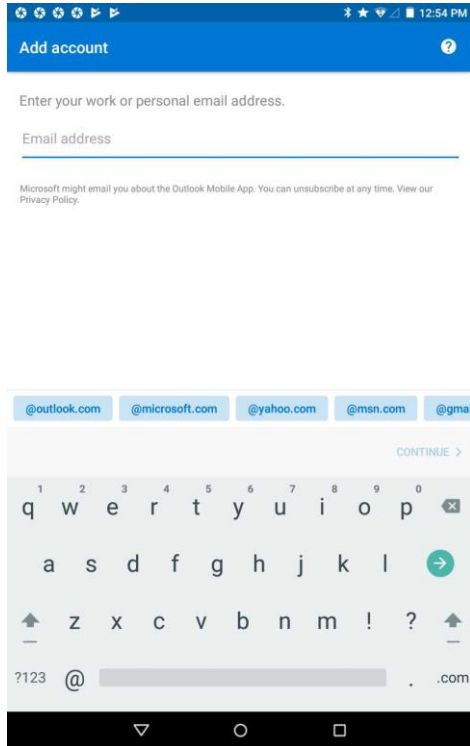 12:54 PM
Add account
?
Enter your work or personal email address.
Email address
Microsoft might email you about the Outlook Mobile App. You can unsubscribe at any time. View our
Privacy Policy.
@outlook.com @microsoft.com @yahoo.com @msn.com @gma
CONTINUE >
1 2 3 4 5 6 7 8 9 0
q w e r t y u i o p
a s d f g h j k l
z x c v b n m ! ?
?123 @ . .com